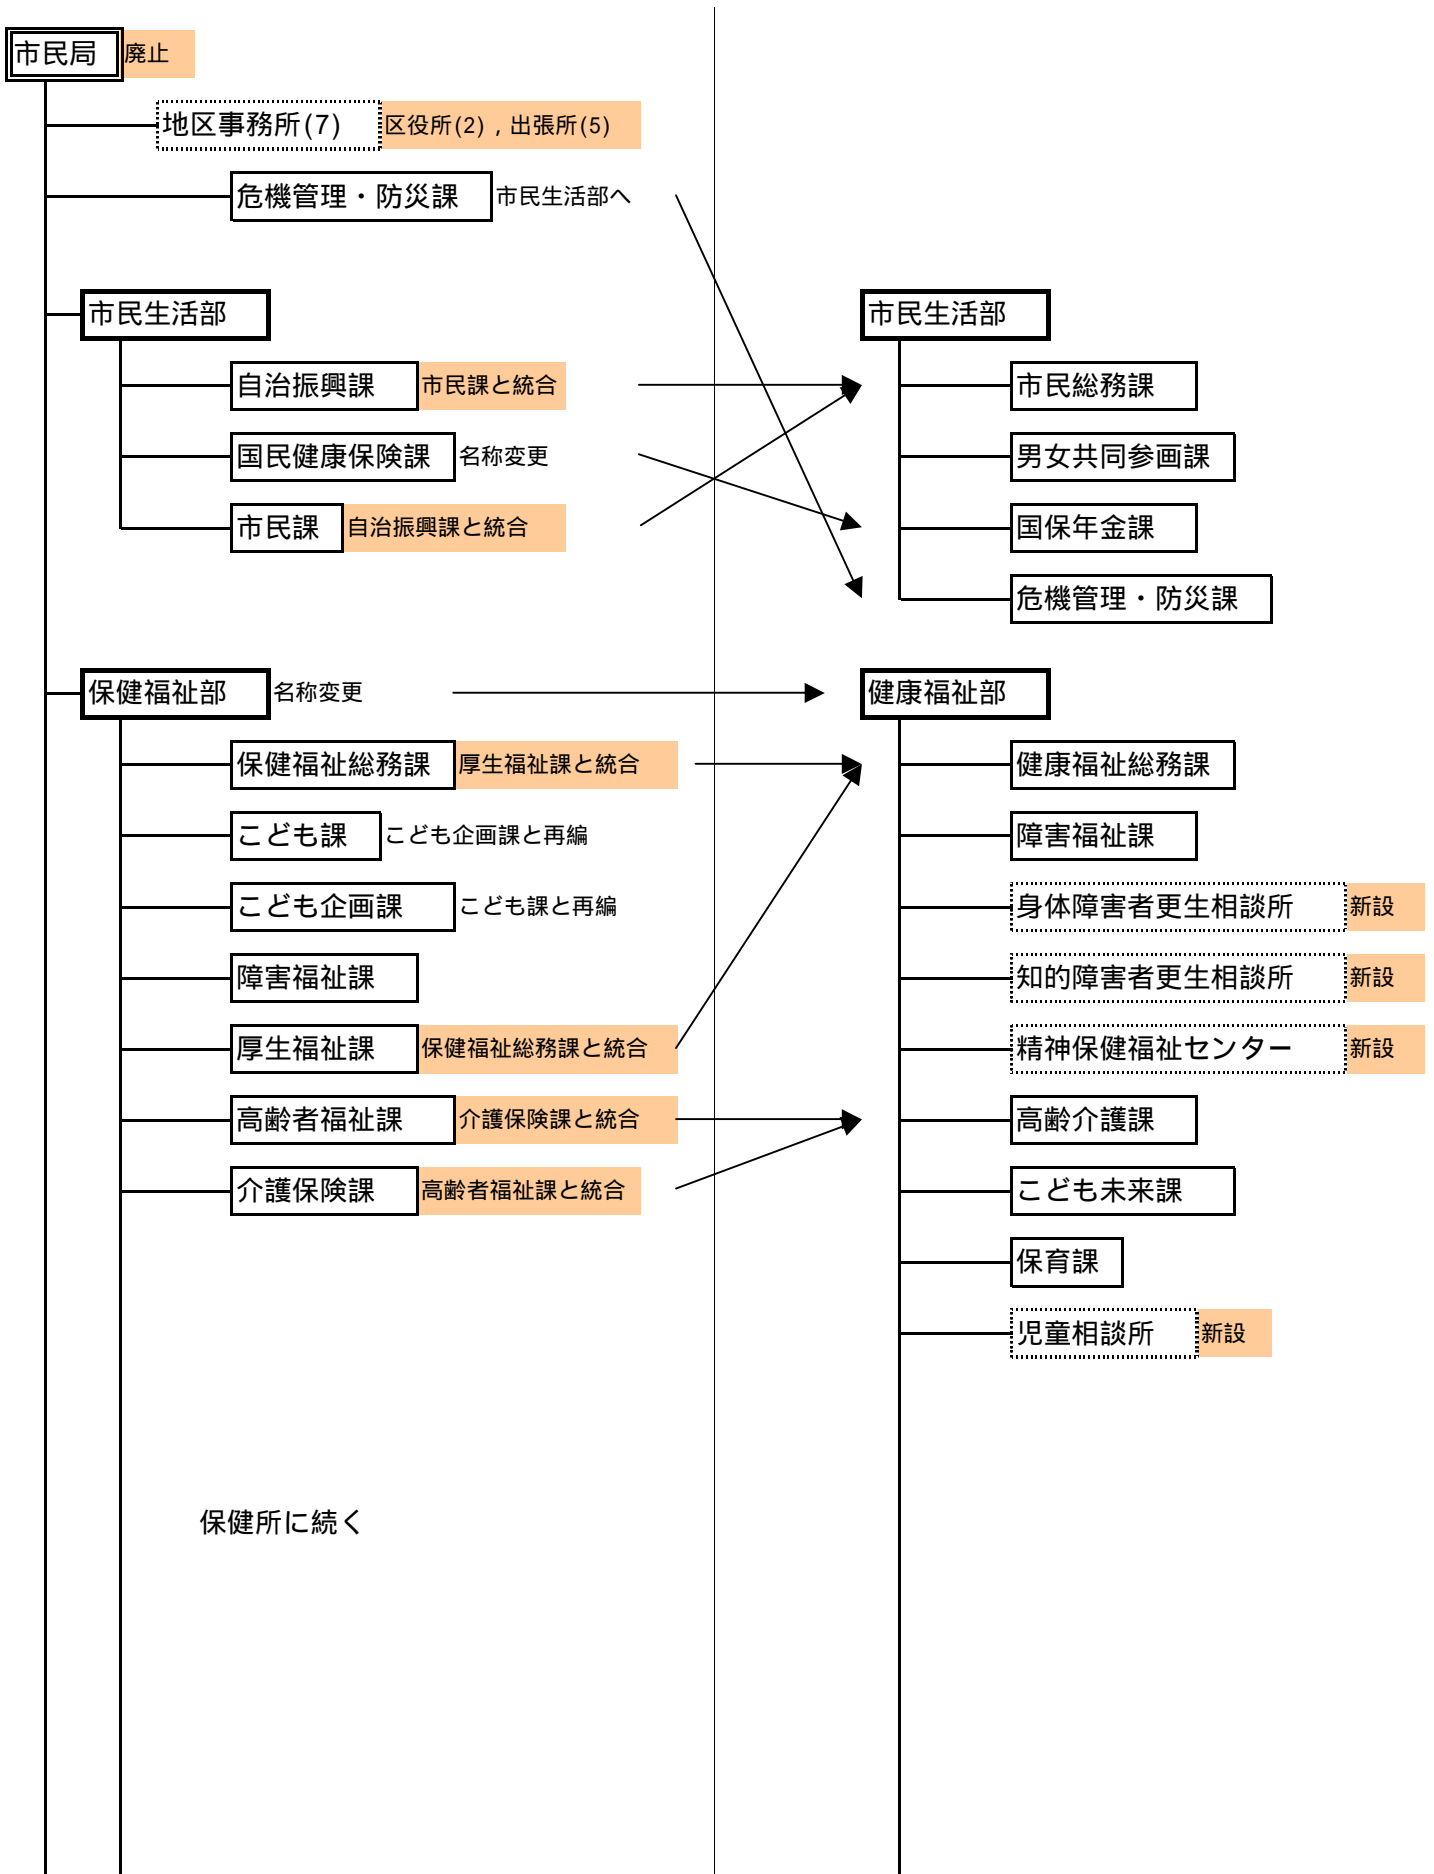 市民局 廃止
地区事務所(7) 区役所(2) , 出張所(5)
危機管理・防災課 市民生活部へ
市民生活部
自治振興課 市民課と統合
国民健康保険課 名称変更
市民課 自治振興課と統合
保健福祉部 名称変更
保健福祉総務課 厚生福祉課と統合
こども課 こども企画課と再編
こども企画課 こども課と再編
障害福祉課
厚生福祉課 保健福祉総務課と統合
高齢者福祉課 介護保険課と統合
介護保険課 高齢者福祉課と統合
保健所に続く
市民生活部
市民総務課
男女共同参画課
国保年金課
危機管理・防災課
健康福祉部
健康福祉総務課
障害福祉課
身体障害者更生相談所 新設
知的障害者更生相談所 新設
精神保健福祉センター 新設
高齢介護課
こども未来課
保育課
児童相談所 新設